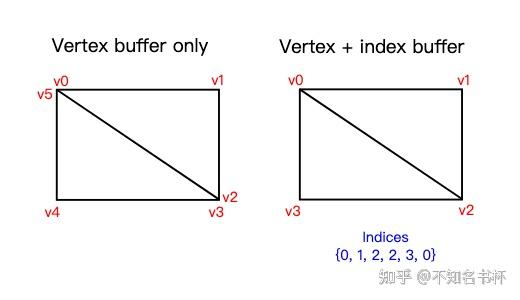 Vertex buffer only
v0
v5
v1
v2
v3
v4
Vertex + index buffer
v0
v1
v3
v2
Indices
{0, 1, 2, 2, 3, 0}
知乎 @不知名书杯